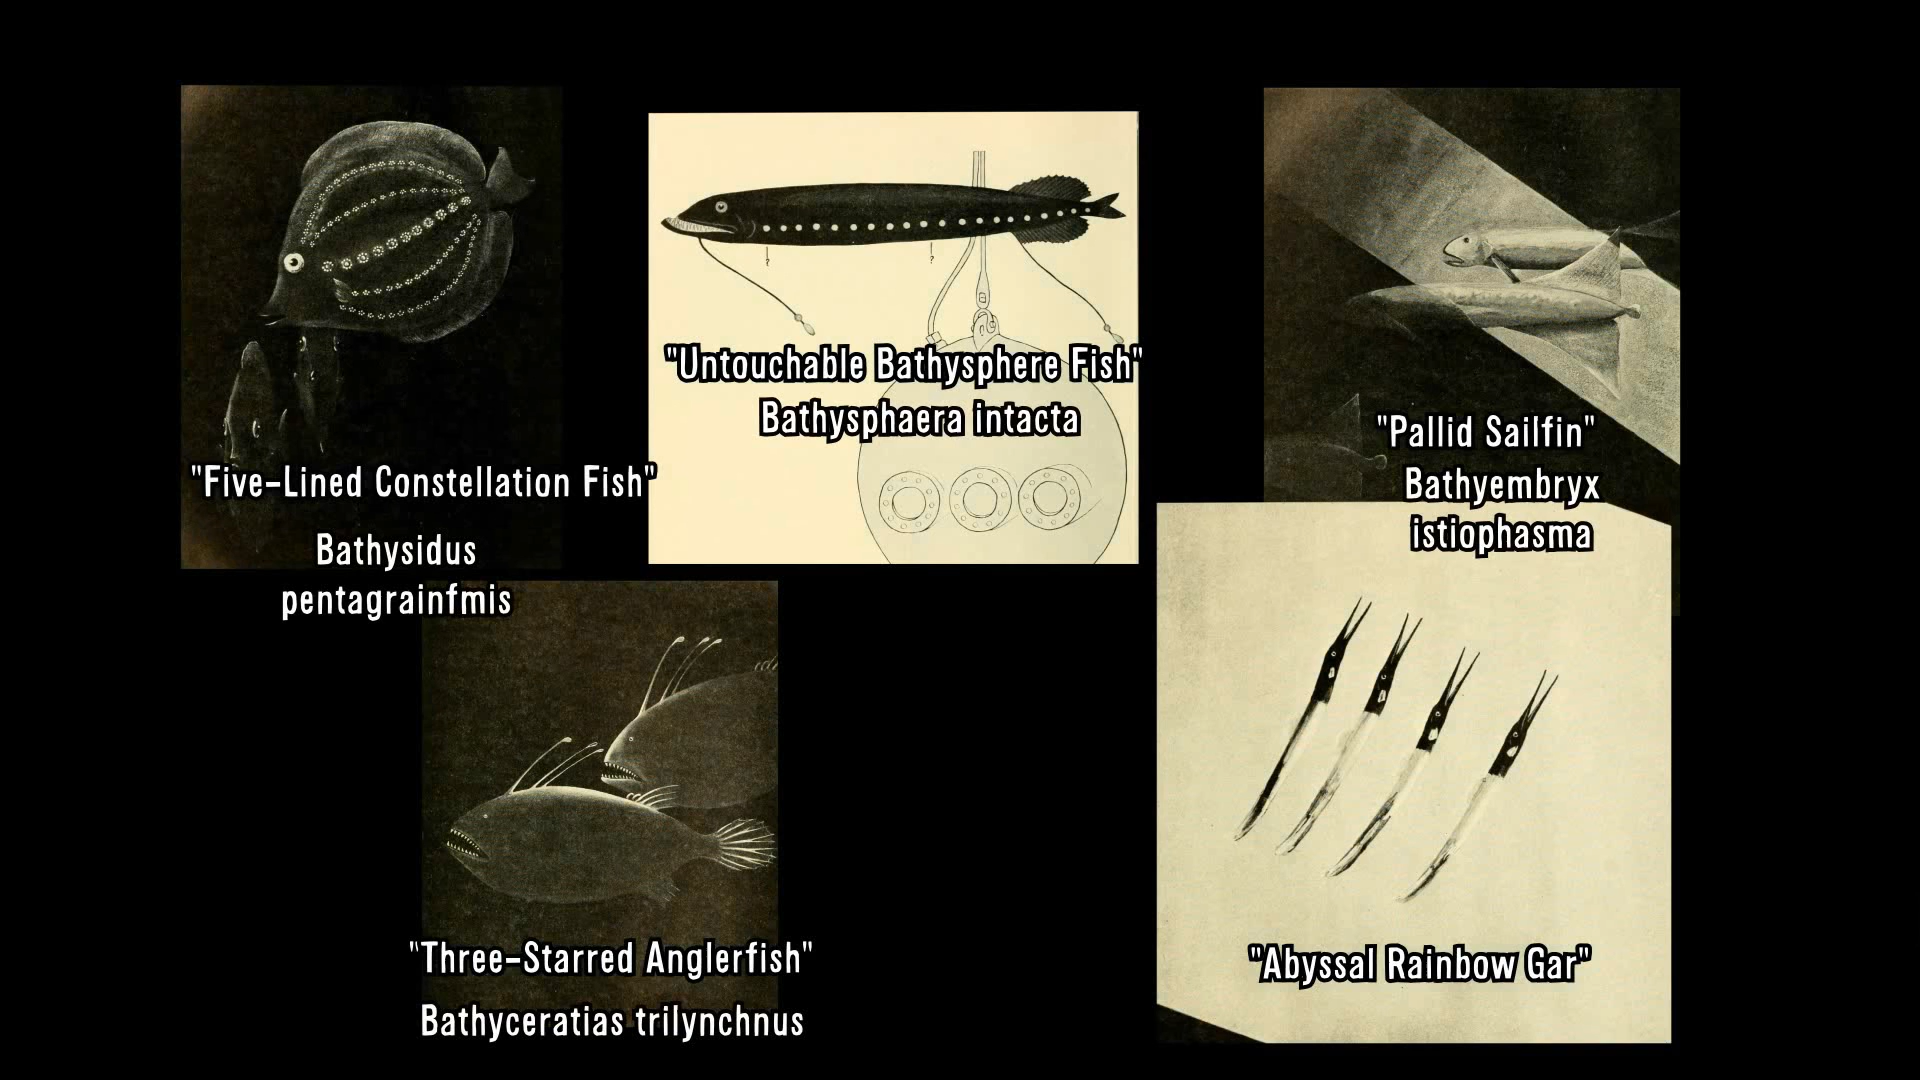 "Untouchable Bathysphere Fish"
Bathysphaera intacta
"Pallid Sailfin"
Bathyembryx
istiophasma
"Five-Lined Constellation Fish"
Bathysidus
pentagrainfmis
"Three-Starred Anglerfish"
Bathyceratias trilynchnus
"Abyssal Rainbow Gar"
? ?